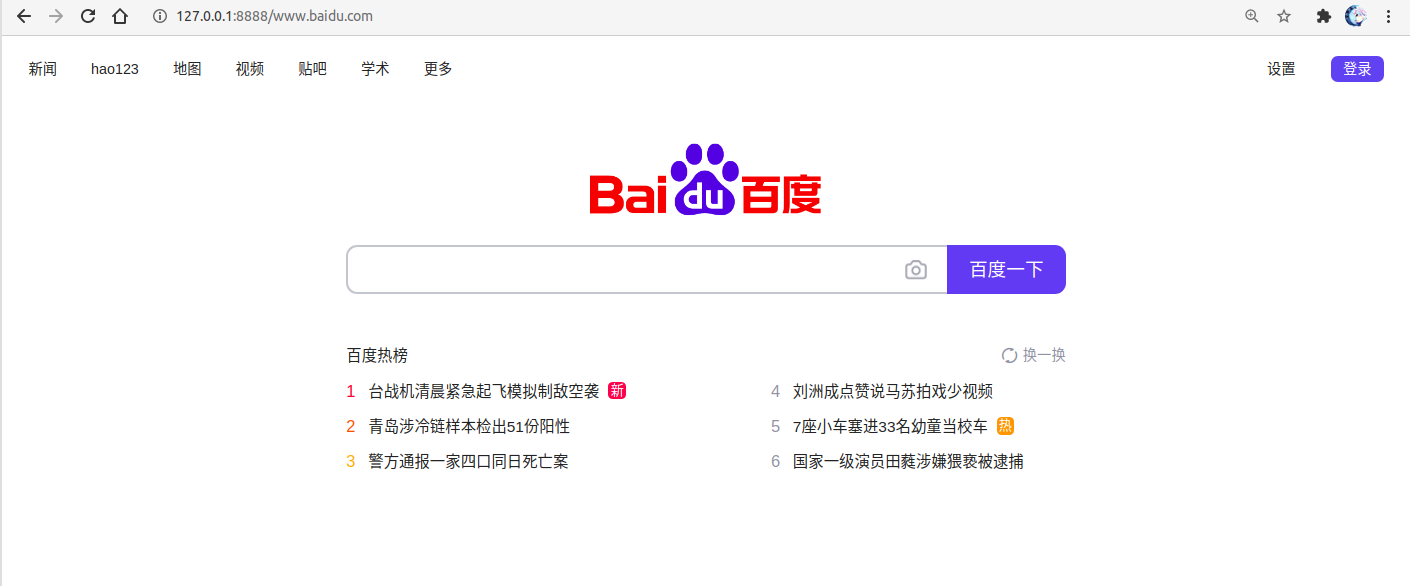 127.0.0.1:8888/www.baidu.com
新闻 hao123 地图 视频 贴吧 学术 更多 设置 登录
Bai du 百度
百度一下
百度热榜 换一换
1 台战机清晨紧急起飞模拟制敌空袭 新
2 青岛涉冷链样本检出51份阳性
3 警方通报一家四口同日死亡案
4 刘洲成点赞说马苏拍戏少视频
5 7座小车塞进33名幼童当校车 热
6 国家一级演员田蕤涉嫌猥亵被逮捕